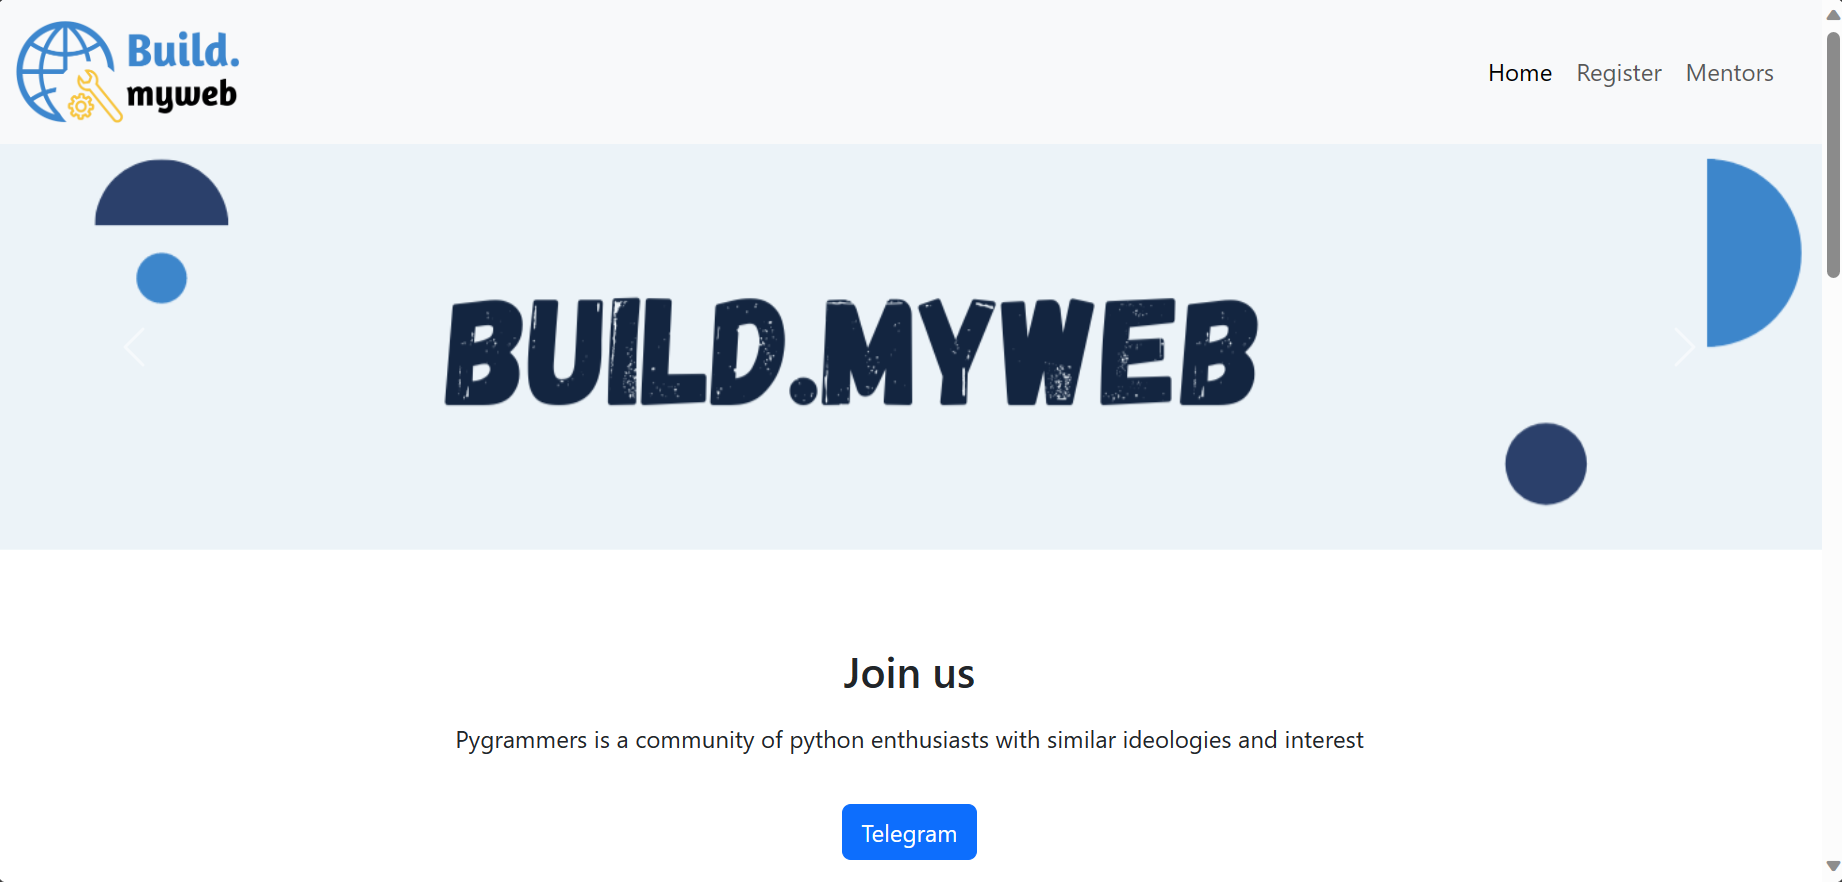 Build.
myweb
Home Register Mentors
BUILD.MYWEB
Join us
Pygrammers is a community of python enthusiasts with similar ideologies and interest
Telegram